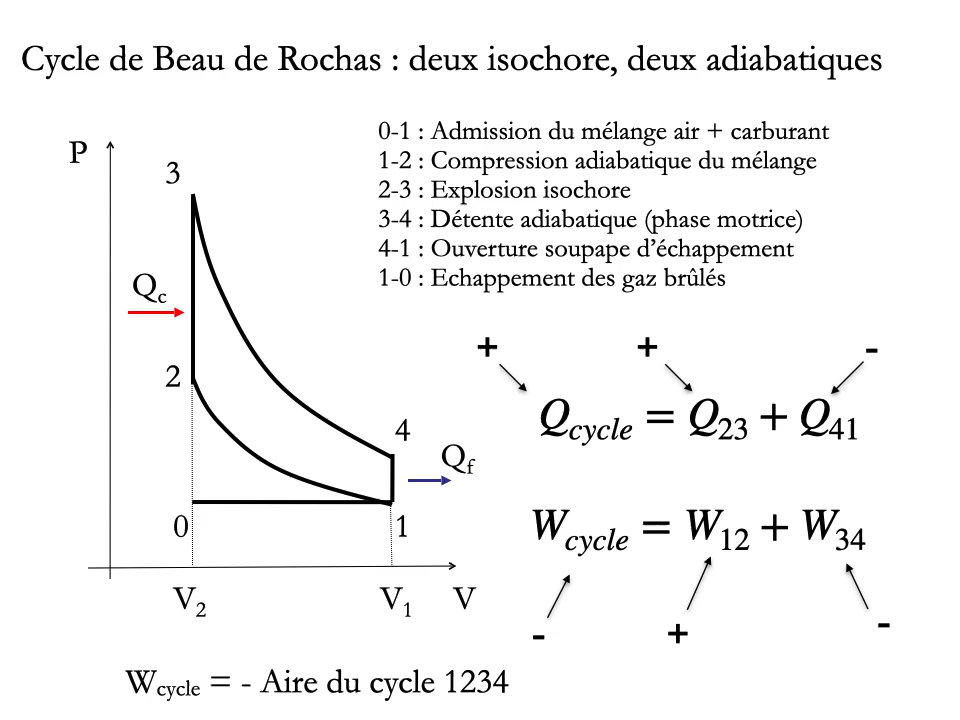 Cycle de Beau de Rochas : deux isochore, deux adiabatiques
0-1 : Admission du mélange air + carburant
1-2 : Compression adiabatique du mélange
2-3 : Explosion isochore
3-4 : Détente adiabatique (phase motrice)
4-1 : Ouverture soupape d’échappement
1-0 : Echappement des gaz brûlés
P
3
Qc
2
4
Qf
0
1
V2
V1
V
+ + -
Qcycle = Q23 + Q41
Wcycle = W12 + W34
- + -
Wcycle = - Aire du cycle 1234